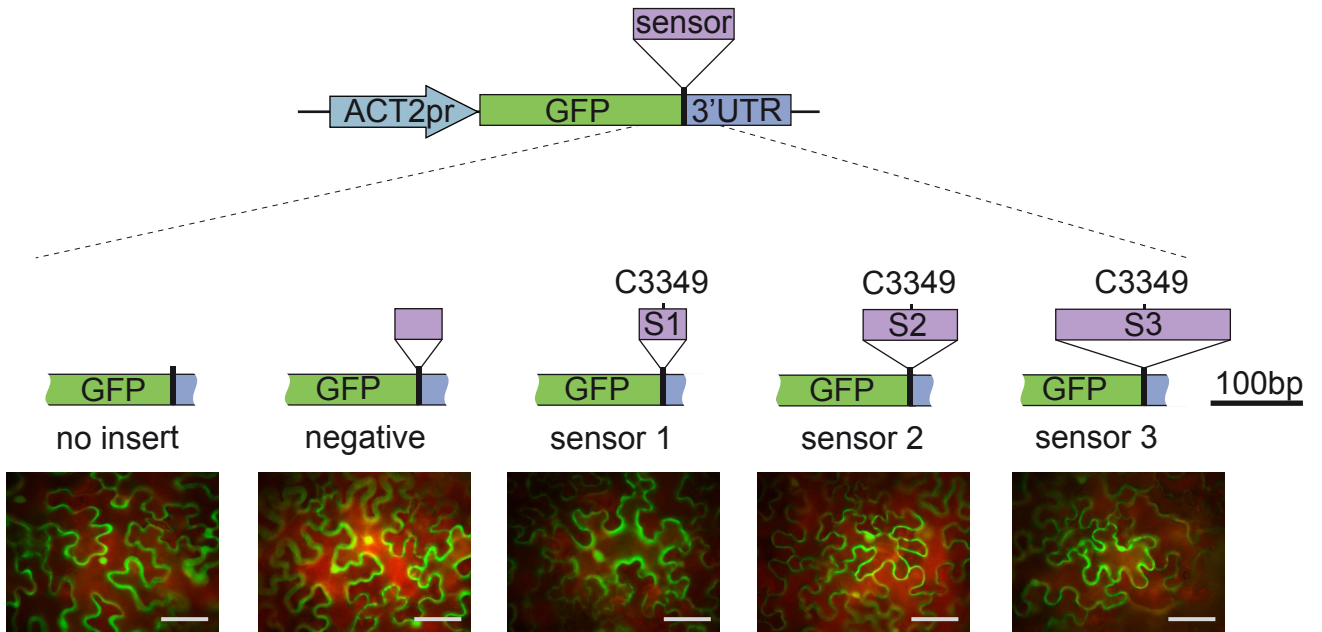 sensor
ACT2pr GFP 3'UTR
C3349 C3349 C3349
S1 S2 S3
GFP GFP GFP GFP GFP 100bp
no insert negative sensor 1 sensor 2 sensor 3